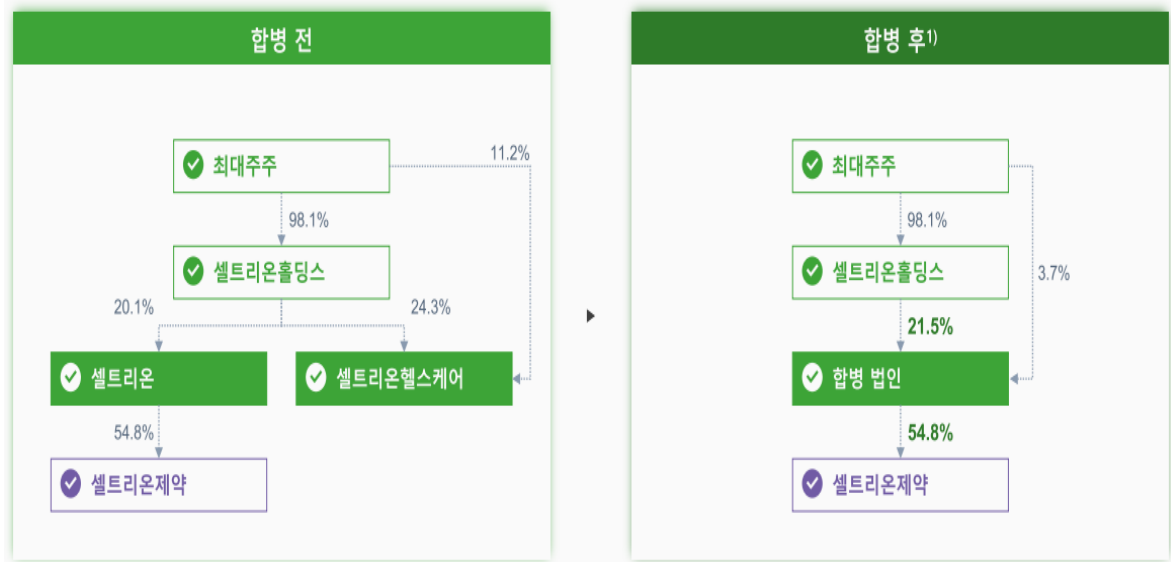 합병 전
최대주주
11.2%
98.1%
셀트리온홀딩스
20.1%
24.3%
셀트리온
셀트리온헬스케어
54.8%
셀트리온제약
합병 후1)
최대주주
98.1%
셀트리온홀딩스
3.7%
21.5%
합병 법인
54.8%
셀트리온제약